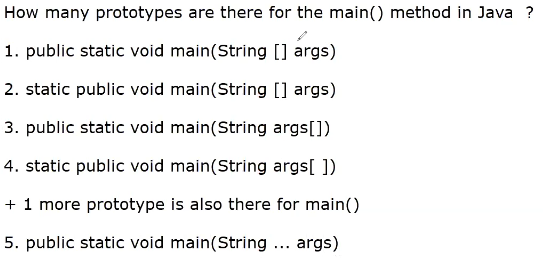 How many prototypes are there for the main() method in Java  ?
1. public static void main(String [] args)
2. static public void main(String [] args)
3. public static void main(String args[])
4. static public void main(String args[ ])
+ 1 more prototype is also there for main()
5. public static void main(String ... args)